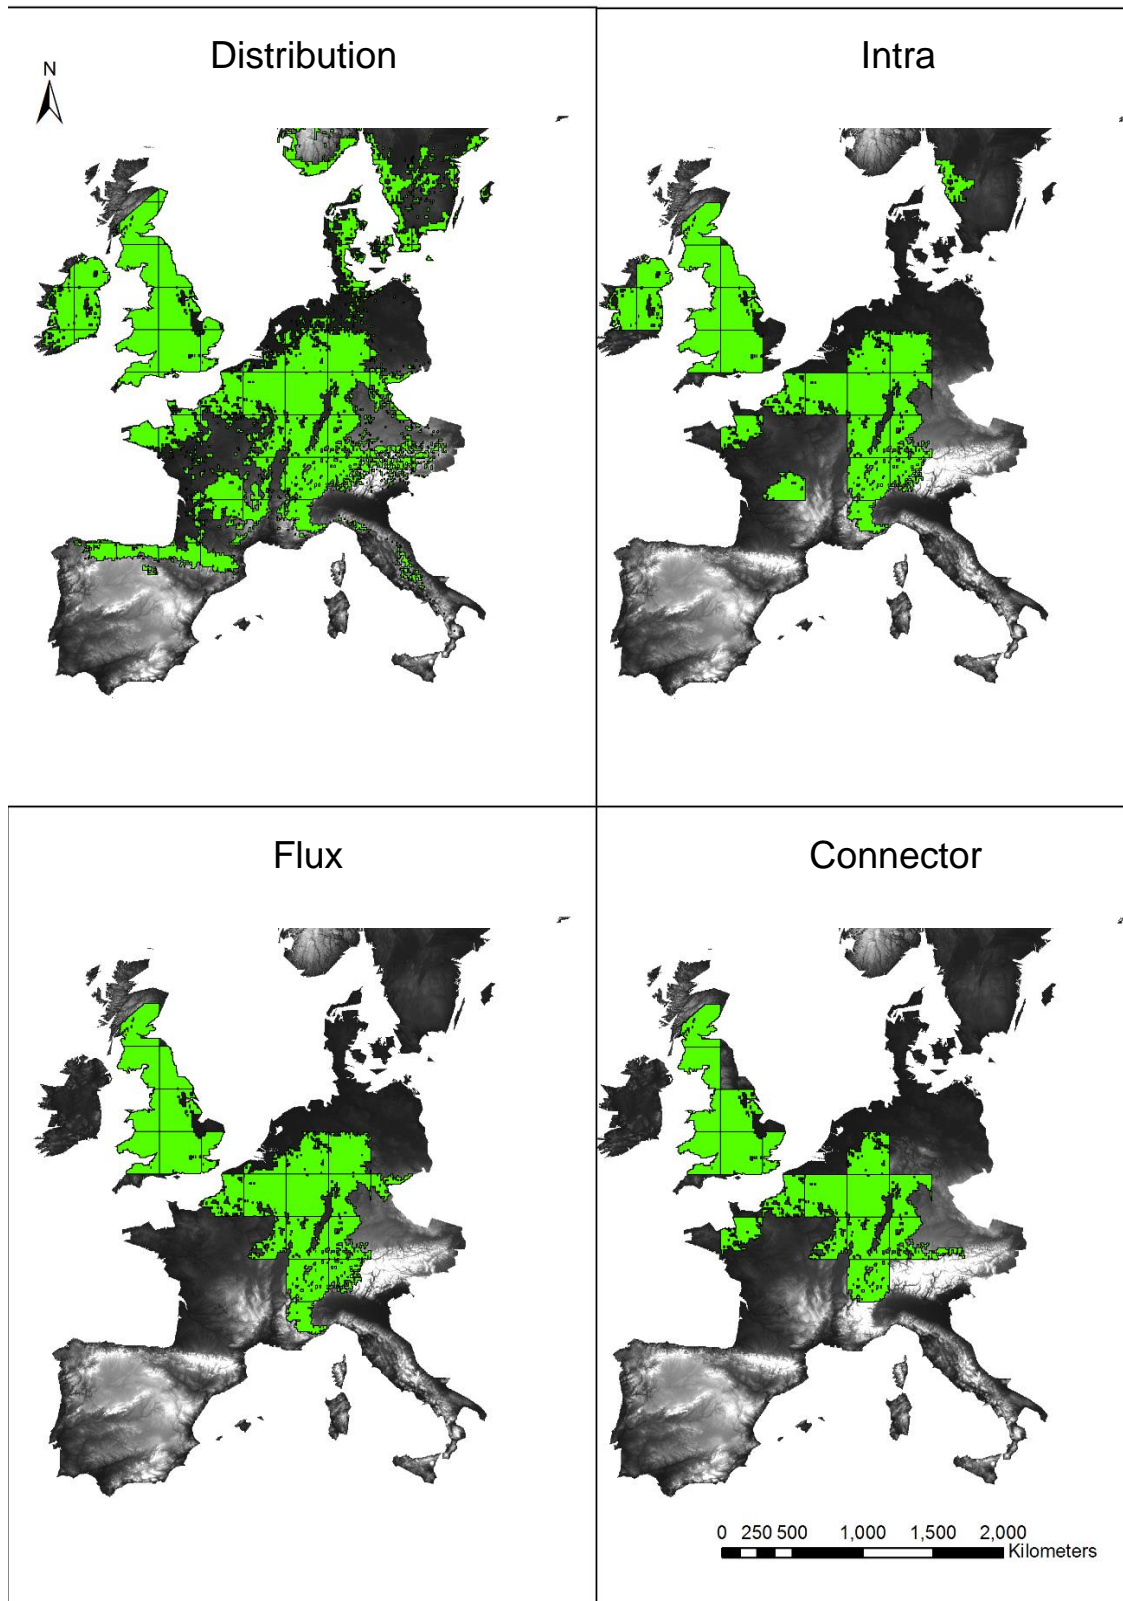 Distribution
Intra
N
Flux
Connector
0 250 500 1,000 1,500 2,000
Kilometers